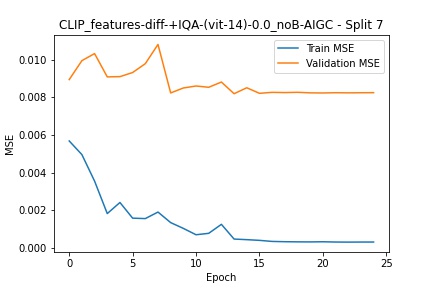 CLIP_features-diff-+IQA-(vit-14)-0.0_noB-AIGC - Split 7
Train MSE
Validation MSE
0.010
0.008
0.006
0.004
0.002
0.000
MSE
0 5 10 15 20 25
Epoch